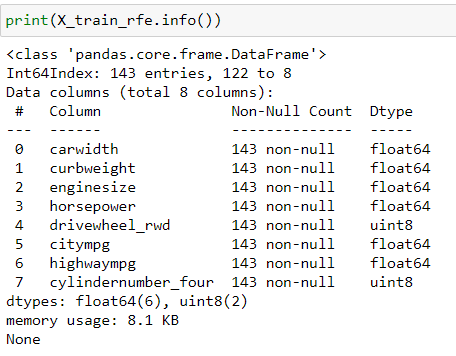 print(X_train_rfe.info())
<class 'pandas.core.frame.DataFrame'>
Int64Index: 143 entries, 122 to 8
Data columns (total 8 columns):
 #   Column              Non-Null Count  Dtype
---  ------              --------------  -----
 0   carwidth            143 non-null    float64
 1   curbweight          143 non-null    float64
 2   enginesize          143 non-null    float64
 3   horsepower          143 non-null    float64
 4   drivewheel_rwd      143 non-null    uint8
 5   citympg             143 non-null    float64
 6   highwaympg          143 non-null    float64
 7   cylindernumber_four 143 non-null    uint8
dtypes: float64(6), uint8(2)
memory usage: 8.1 KB
None